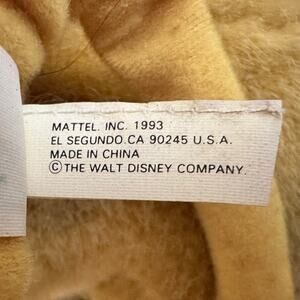 MATTEL. INC. 1993
EL SEGUNDO.CA 90245 U.S.A.
MADE IN CHINA
©THE WALT DISNEY COMPANY.